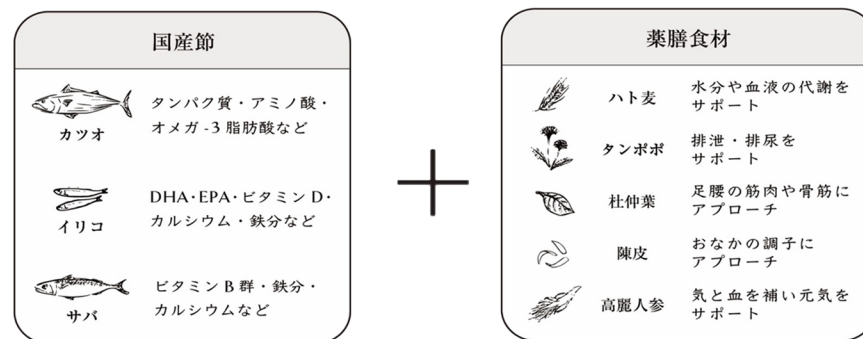 国産節
カツオ
タンパク質・アミノ酸・
オメガ-3脂肪酸など
イリコ
DHA・EPA・ビタミンD・
カルシウム・鉄分など
サバ
ビタミンB群・鉄分・
カルシウムなど
薬膳食材
ハト麦
水分や血液の代謝を
サポート
タンポポ
排泄・排尿を
サポート
杜仲葉
足腰の筋肉や骨筋に
アプローチ
陳皮
おなかの調子に
アプローチ
高麗人参
気と血を補い元気を
サポート